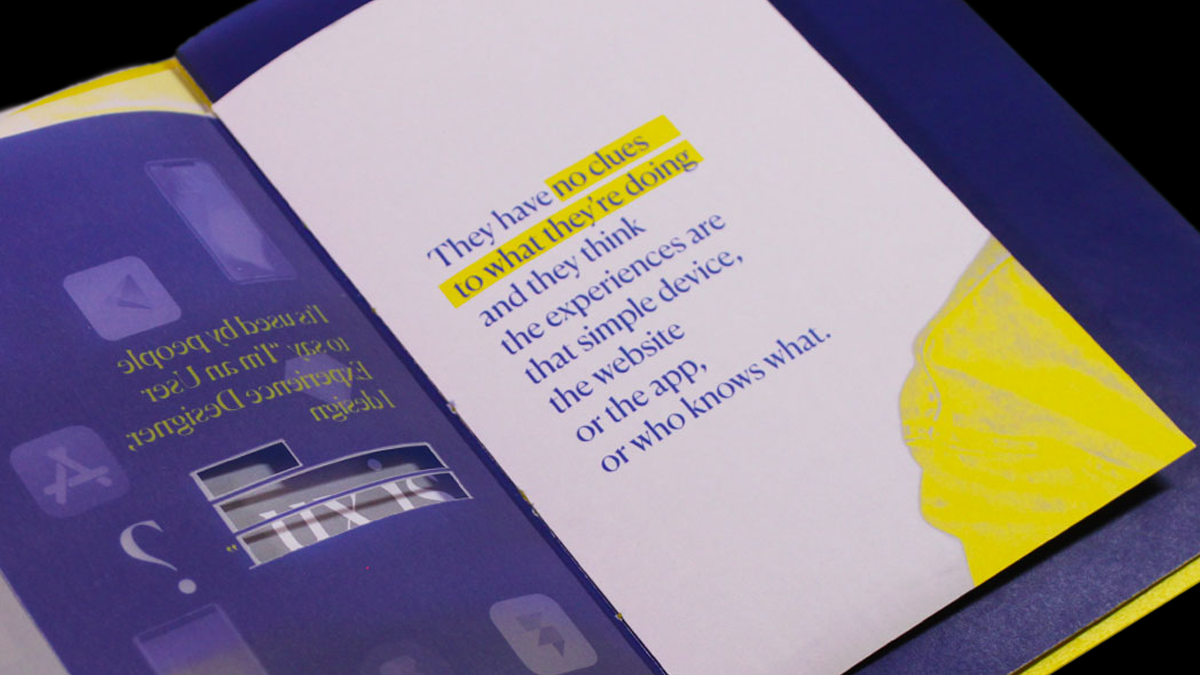 It's used by people
to say, "I'm an User
Experience Designer,
I design
?
They have no clues
to what they're doing
and they think
the experiences are
that simple device,
the website
or the app,
or who knows what.